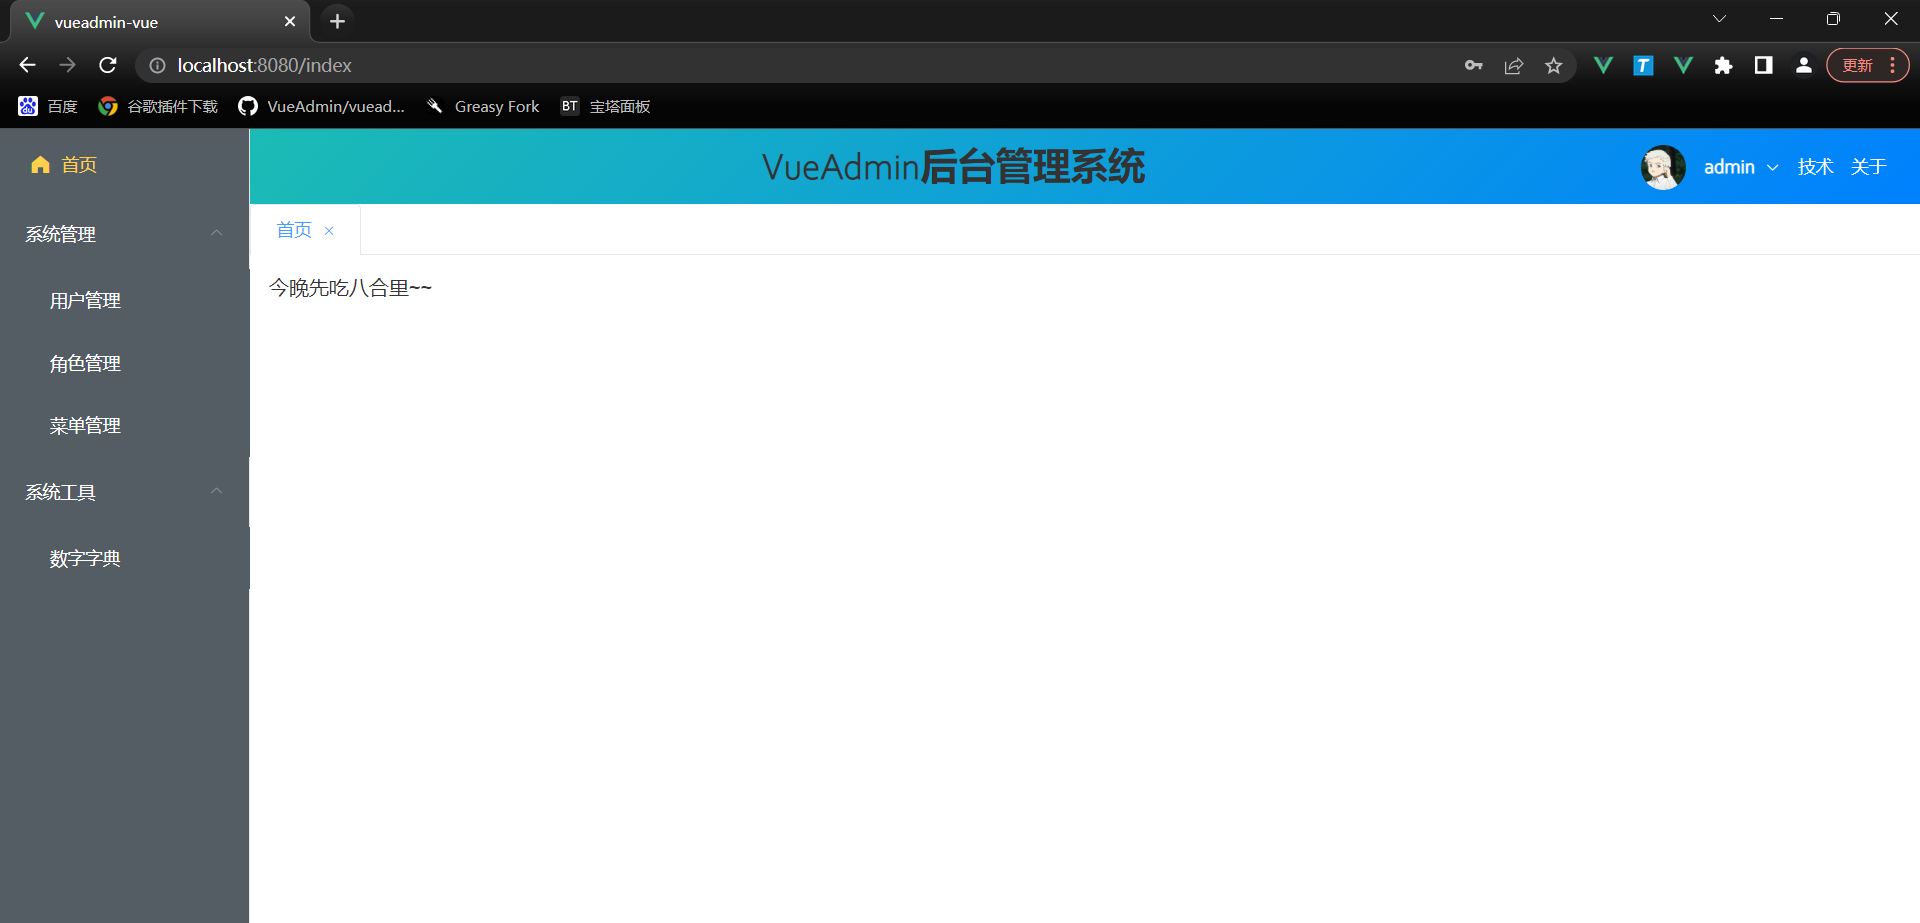 vueadmin-vue
localhost:8080/index
更新
百度 谷歌插件下载 VueAdmin/vuead... Greasy Fork BT 宝塔面板
首页
系统管理
用户管理
角色管理
菜单管理
系统工具
数字字典
VueAdmin后台管理系统
admin 技术 关于
首页
今晚先吃八合里~~